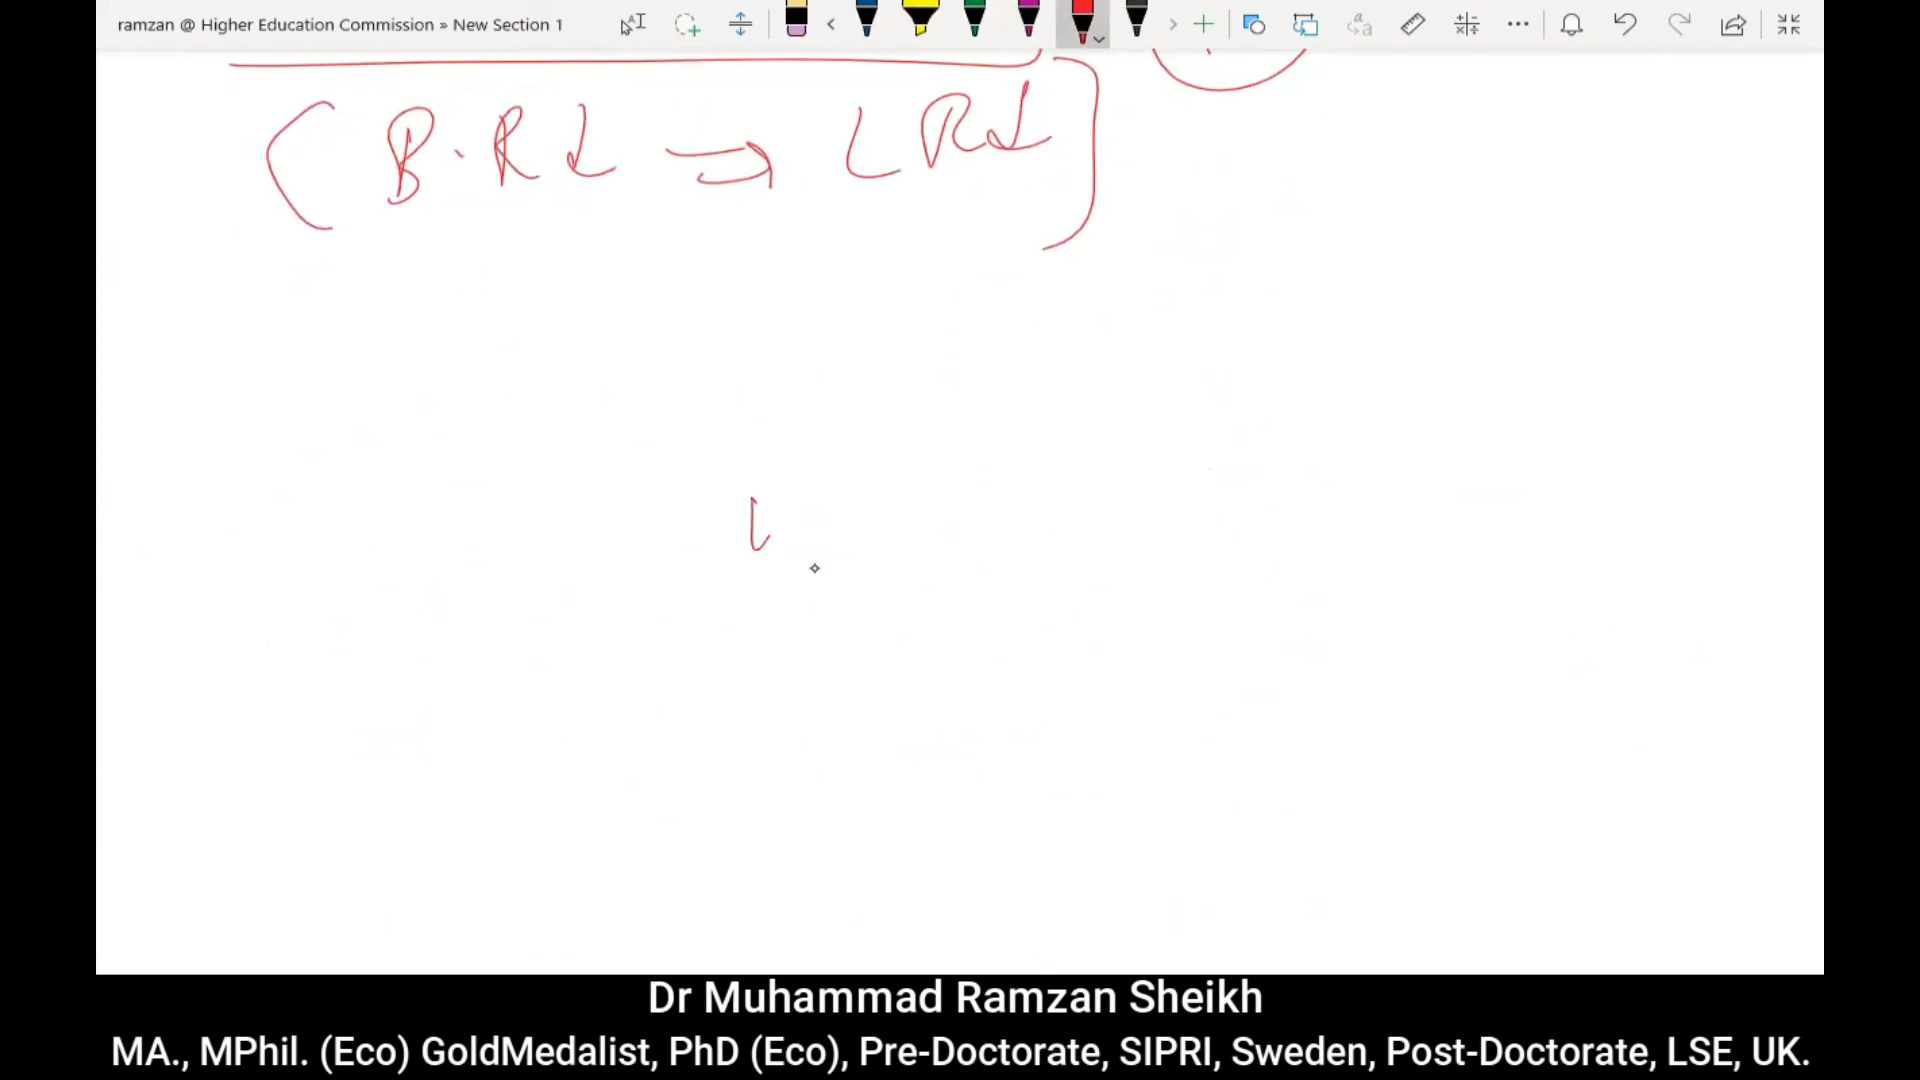 ramzan @ Higher Education Commission » New Section 1
( B.R↓ → LR↓ )
L
Dr Muhammad Ramzan Sheikh
MA., MPhil. (Eco) GoldMedalist, PhD (Eco), Pre-Doctorate, SIPRI, Sweden, Post-Doctorate, LSE, UK.